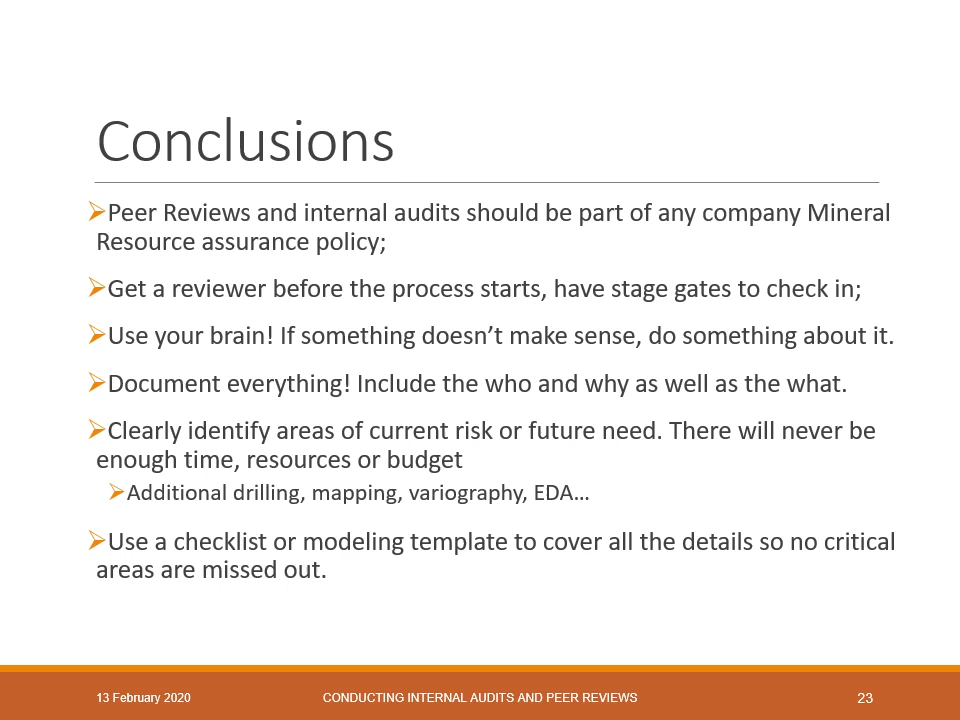 Conclusions
➢Peer Reviews and internal audits should be part of any company Mineral
Resource assurance policy;
➢Get a reviewer before the process starts, have stage gates to check in;
➢Use your brain! If something doesn’t make sense, do something about it.
➢Document everything! Include the who and why as well as the what.
➢Clearly identify areas of current risk or future need. There will never be
enough time, resources or budget
➢Additional drilling, mapping, variography, EDA…
➢Use a checklist or modeling template to cover all the details so no critical
areas are missed out.
13 February 2020 CONDUCTING INTERNAL AUDITS AND PEER REVIEWS 23